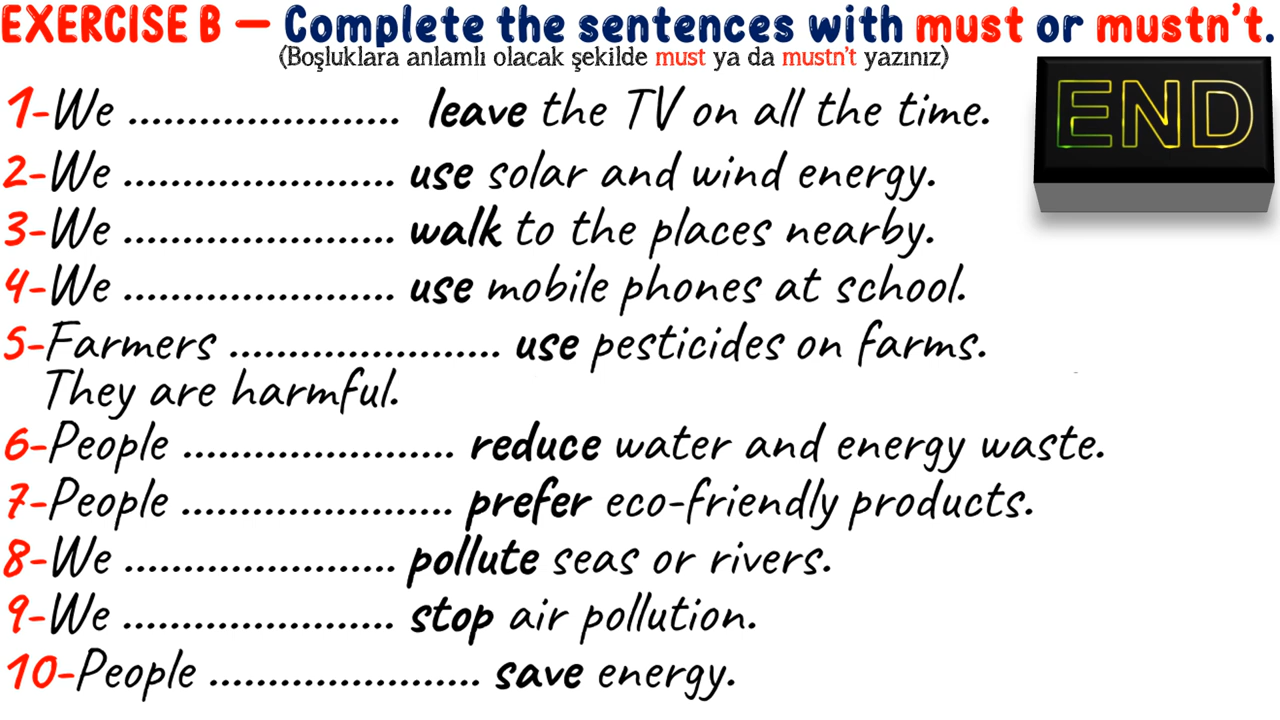 EXERCISE B — Complete the sentences with must or mustn't.
(Boşluklara anlamlı olacak şekilde must ya da mustn't yazınız)
END
1-We ....................... leave the TV on all the time.
2-We ....................... use solar and wind energy.
3-We ....................... walk to the places nearby.
4-We ....................... use mobile phones at school.
5-Farmers ....................... use pesticides on farms.
They are harmful.
6-People ....................... reduce water and energy waste.
7-People ....................... prefer eco-friendly products.
8-We ....................... pollute seas or rivers.
9-We ....................... stop air pollution.
10-People ....................... save energy.